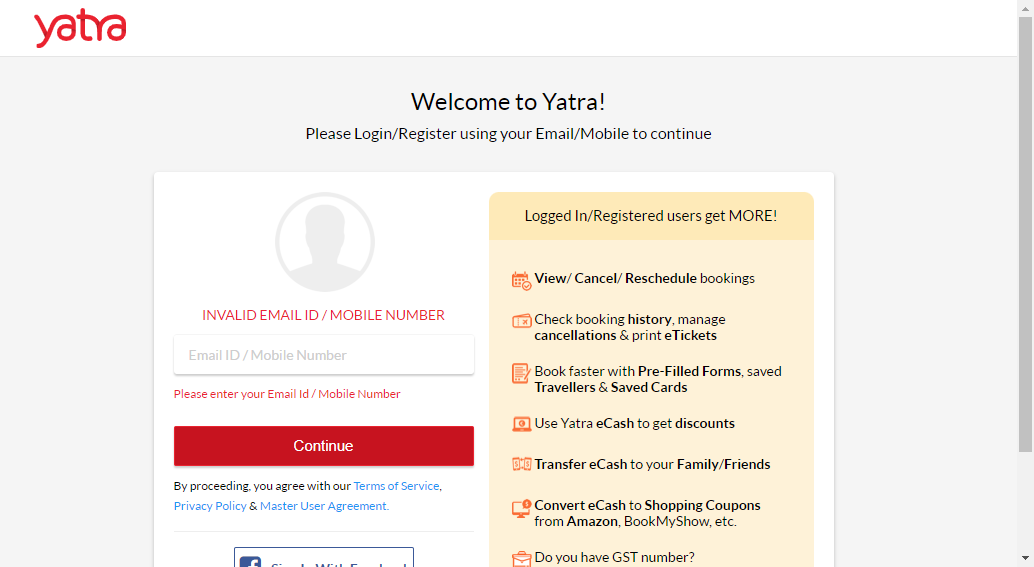 yatra
Welcome to Yatra!
Please Login/Register using your Email/Mobile to continue
INVALID EMAIL ID / MOBILE NUMBER
Email ID / Mobile Number
Please enter your Email Id / Mobile Number
Continue
By proceeding, you agree with our Terms of Service,
Privacy Policy & Master User Agreement.
Logged In/Registered users get MORE!
View/ Cancel/ Reschedule bookings
Check booking history, manage
cancellations & print eTickets
Book faster with Pre-Filled Forms, saved
Travellers & Saved Cards
Use Yatra eCash to get discounts
Transfer eCash to your Family/Friends
Convert eCash to Shopping Coupons
from Amazon, BookMyShow, etc.
Do you have GST number?